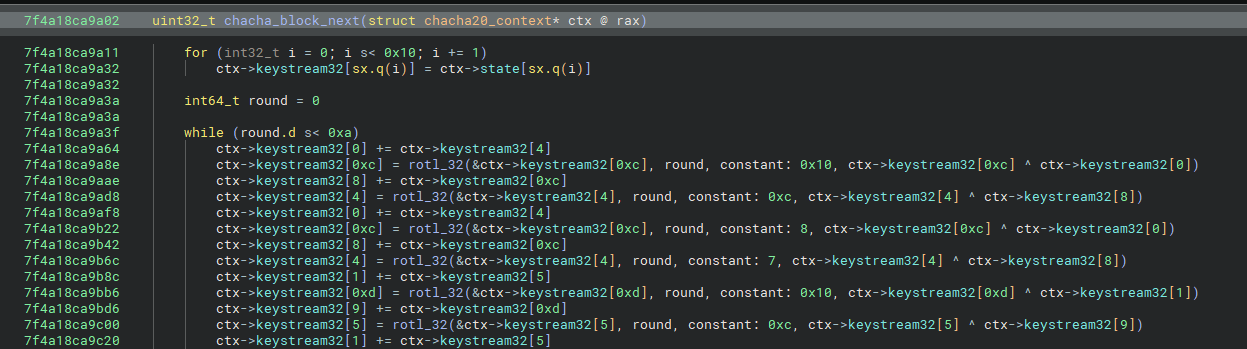 7f4a18ca9a02 uint32_t chacha_block_next(struct chacha20_context* ctx @ rax)
7f4a18ca9a11 for (int32_t i = 0; i s< 0x10; i += 1)
7f4a18ca9a32 ctx->keystream32[sx.q(i)] = ctx->state[sx.q(i)]
7f4a18ca9a32
7f4a18ca9a3a int64_t round = 0
7f4a18ca9a3a
7f4a18ca9a3f while (round.d s< 0xa)
7f4a18ca9a64 ctx->keystream32[0] += ctx->keystream32[4]
7f4a18ca9a8e ctx->keystream32[0xc] = rotl_32(&ctx->keystream32[0xc], round, constant: 0x10, ctx->keystream32[0xc] ^ ctx->keystream32[0])
7f4a18ca9aae ctx->keystream32[8] += ctx->keystream32[0xc]
7f4a18ca9ad8 ctx->keystream32[4] = rotl_32(&ctx->keystream32[4], round, constant: 0xc, ctx->keystream32[4] ^ ctx->keystream32[8])
7f4a18ca9af8 ctx->keystream32[0] += ctx->keystream32[4]
7f4a18ca9b22 ctx->keystream32[0xc] = rotl_32(&ctx->keystream32[0xc], round, constant: 8, ctx->keystream32[0xc] ^ ctx->keystream32[0])
7f4a18ca9b42 ctx->keystream32[8] += ctx->keystream32[0xc]
7f4a18ca9b6c ctx->keystream32[4] = rotl_32(&ctx->keystream32[4], round, constant: 7, ctx->keystream32[4] ^ ctx->keystream32[8])
7f4a18ca9b8c ctx->keystream32[1] += ctx->keystream32[5]
7f4a18ca9bb6 ctx->keystream32[0xd] = rotl_32(&ctx->keystream32[0xd], round, constant: 0x10, ctx->keystream32[0xd] ^ ctx->keystream32[1])
7f4a18ca9bd6 ctx->keystream32[9] += ctx->keystream32[0xd]
7f4a18ca9c00 ctx->keystream32[5] = rotl_32(&ctx->keystream32[5], round, constant: 0xc, ctx->keystream32[5] ^ ctx->keystream32[9])
7f4a18ca9c20 ctx->keystream32[1] += ctx->keystream32[5]